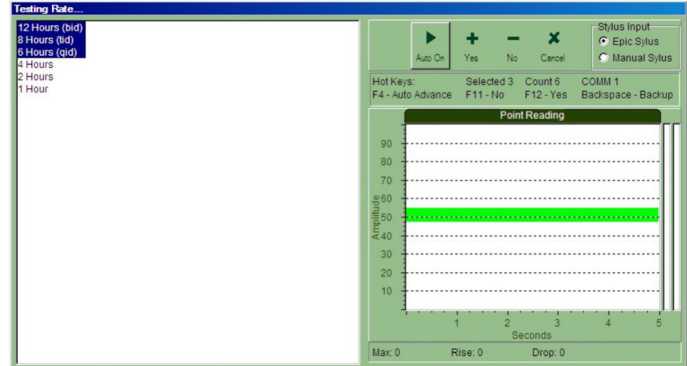 Testing Rate...
12 Hours (bid)
8 Hours (tid)
6 Hours (qid)
4 Hours
2 Hours
1 Hour
Auto On Yes No Cancel
Stylus Input
Epic Sylus
Manual Sylus
Hot Keys: Selected 3 Count 6 COMM 1
F4 - Auto Advance F11 - No F12 - Yes Backspace - Backup
Point Reading
Amplitude
90
80
70
60
50
40
30
20
10
1 2 3 4 5
Seconds
Max: 0 Rise: 0 Drop: 0